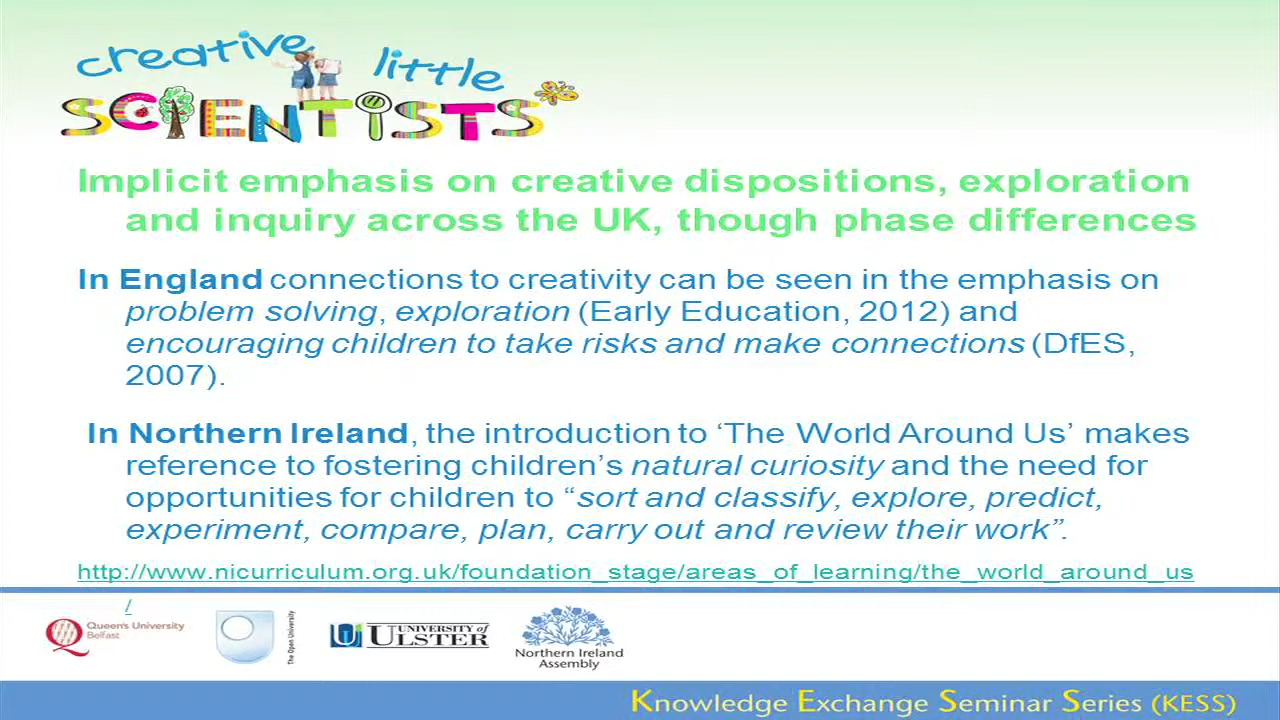 creative little
SCIENTISTS
Implicit emphasis on creative dispositions, exploration
and inquiry across the UK, though phase differences
In England connections to creativity can be seen in the emphasis on
problem solving, exploration (Early Education, 2012) and
encouraging children to take risks and make connections (DfES,
2007).
In Northern Ireland, the introduction to ‘The World Around Us’ makes
reference to fostering children’s natural curiosity and the need for
opportunities for children to “sort and classify, explore, predict,
experiment, compare, plan, carry out and review their work”.
http://www.nicurriculum.org.uk/foundation_stage/areas_of_learning/the_world_around_us
/
Queen's University
Belfast
The Open University
UNIVERSITY of
ULSTER
Northern Ireland
Assembly
Knowledge Exchange Seminar Series (KESS)